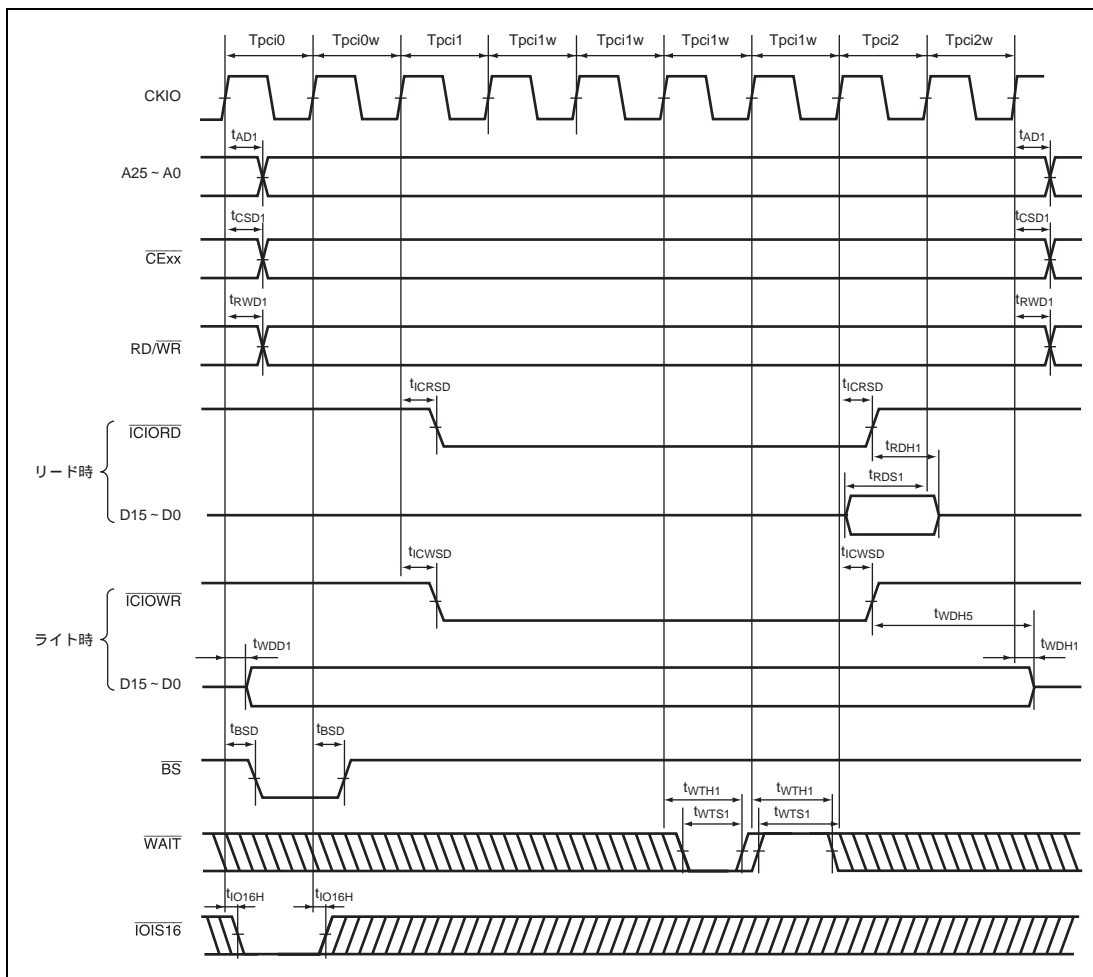 Tpci0 Tpci0w Tpci1 Tpci1w Tpci1w Tpci1w Tpci1w Tpci2 Tpci2w
CKIO
tAD1 tAD1
A25 ~ A0
tCSD1 tCSD1
CExx
tRWD1 tRWD1
RD/WR
tICRSD tICRSD
ICIORD
tRDH1
リード時
tRDS1
D15 ~ D0
tICWSD tICWSD
ICIOWR
tWDH5
ライト時
tWDD1 tWDH1
D15 ~ D0
tBSD tBSD
BS
tWTH1 tWTH1
tWTS1 tWTS1
WAIT
tIO16H tIO16H
IOIS16